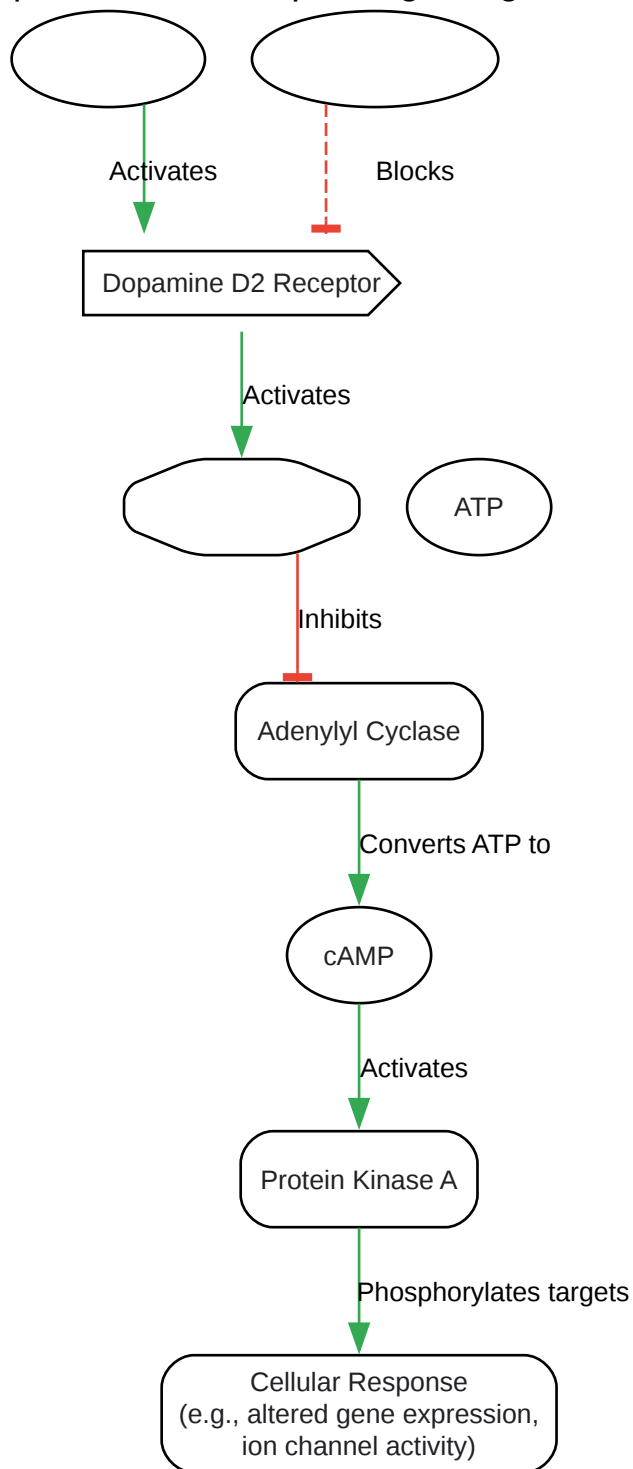 Activates
Blocks
Dopamine D2 Receptor
Activates
ATP
Inhibits
Adenylyl Cyclase
Converts ATP to
cAMP
Activates
Protein Kinase A
Phosphorylates targets
Cellular Response
(e.g., altered gene expression,
ion channel activity)